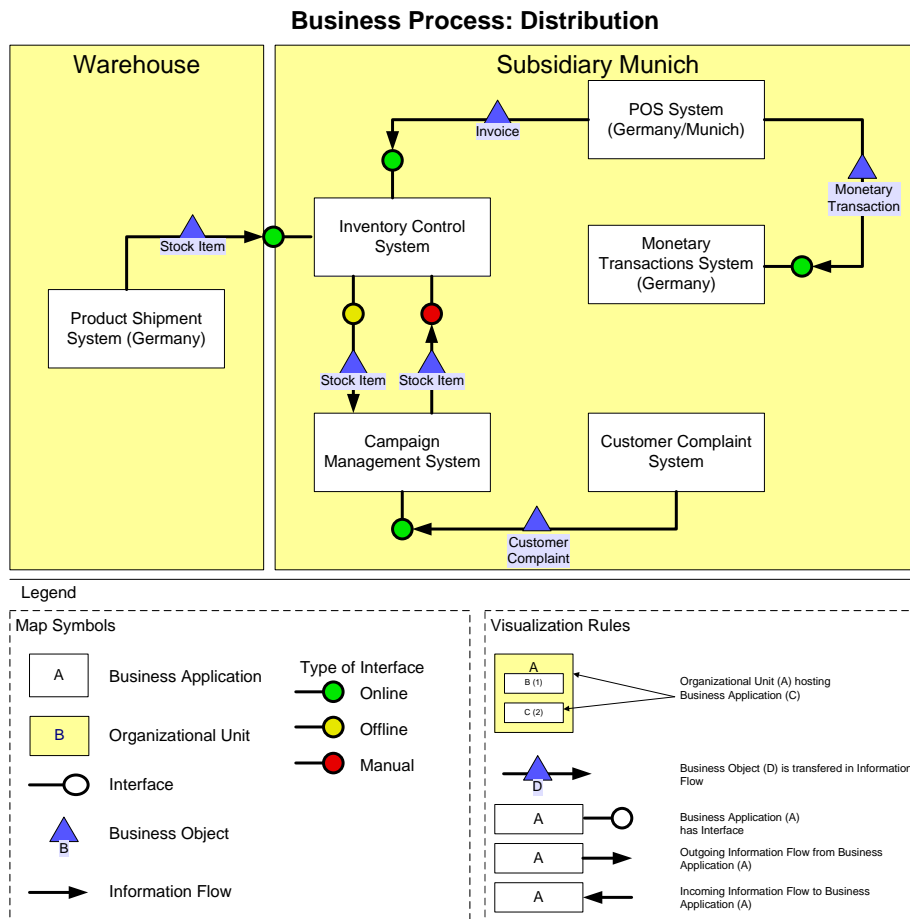 Business Process: Distribution
Warehouse
Subsidiary Munich
POS System
(Germany/Munich)
Invoice
Monetary
Transaction
Inventory Control
System
Monetary
Transactions System
(Germany)
Stock Item
Product Shipment
System (Germany)
Stock Item
Stock Item
Campaign
Management System
Customer Complaint
System
Customer
Complaint
Legend
Map Symbols
A
Business Application
B
Organizational Unit
Interface
B
Business Object
Information Flow
Type of Interface
Online
Offline
Manual
Visualization Rules
A
B (1)
C (2)
Organizational Unit (A) hosting
Business Application (C)
D
Business Object (D) is transfered in Information
Flow
A
Business Application (A)
has Interface
A
Outgoing Information Flow from Business
Application (A)
A
Incoming Information Flow to Business
Application (A)